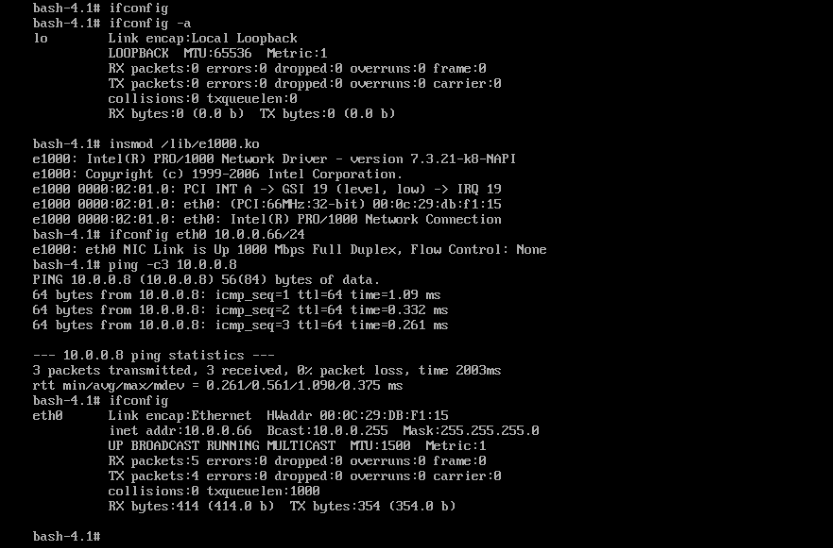 bash-4.1# ifconfig
bash-4.1# ifconfig -a
lo        Link encap:Local Loopback
          LOOPBACK  MTU:65536  Metric:1
          RX packets:0 errors:0 dropped:0 overruns:0 frame:0
          TX packets:0 errors:0 dropped:0 overruns:0 carrier:0
          collisions:0 txqueuelen:0
          RX bytes:0 (0.0 b)  TX bytes:0 (0.0 b)

bash-4.1# insmod /lib/e1000.ko
e1000: Intel(R) PRO/1000 Network Driver - version 7.3.21-k8-NAPI
e1000: Copyright (c) 1999-2006 Intel Corporation.
e1000 0000:02:01.0: PCI INT A -> GSI 19 (level, low) -> IRQ 19
e1000 0000:02:01.0: eth0: (PCI:66MHz:32-bit) 00:0c:29:db:f1:15
e1000 0000:02:01.0: eth0: Intel(R) PRO/1000 Network Connection
bash-4.1# ifconfig eth0 10.0.0.66/24
e1000: eth0 NIC Link is Up 1000 Mbps Full Duplex, Flow Control: None
bash-4.1# ping -c3 10.0.0.8
PING 10.0.0.8 (10.0.0.8) 56(84) bytes of data.
64 bytes from 10.0.0.8: icmp_seq=1 ttl=64 time=1.09 ms
64 bytes from 10.0.0.8: icmp_seq=2 ttl=64 time=0.332 ms
64 bytes from 10.0.0.8: icmp_seq=3 ttl=64 time=0.261 ms

--- 10.0.0.8 ping statistics ---
3 packets transmitted, 3 received, 0% packet loss, time 2003ms
rtt min/avg/max/mdev = 0.261/0.561/1.090/0.375 ms
bash-4.1# ifconfig
eth0      Link encap:Ethernet  HWaddr 00:0C:29:DB:F1:15
          inet addr:10.0.0.66  Bcast:10.0.0.255  Mask:255.255.255.0
          UP BROADCAST RUNNING MULTICAST  MTU:1500  Metric:1
          RX packets:5 errors:0 dropped:0 overruns:0 frame:0
          TX packets:4 errors:0 dropped:0 overruns:0 carrier:0
          collisions:0 txqueuelen:1000
          RX bytes:414 (414.0 b)  TX bytes:354 (354.0 b)

bash-4.1#